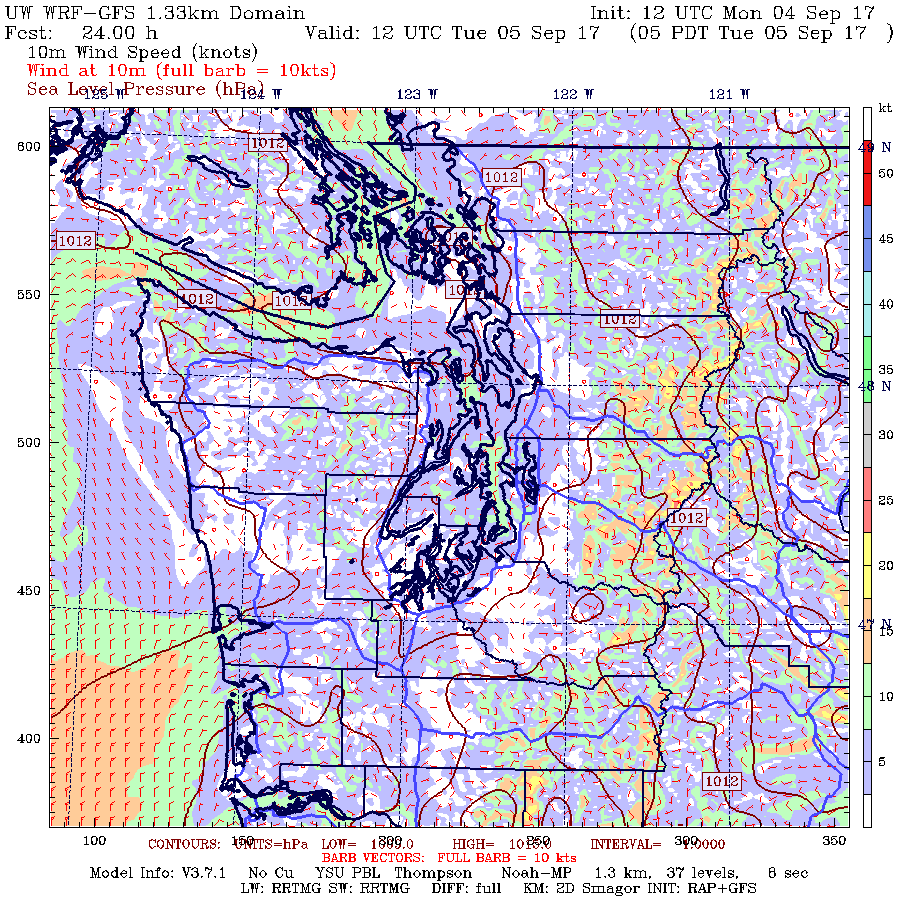 UW WRF-GFS 1.33km Domain Init: 12 UTC Mon 04 Sep 17
Fcst: 24.00 h Valid: 12 UTC Tue 05 Sep 17 (05 PDT Tue 05 Sep 17 )
10m Wind Speed (knots)
Wind at 10m (full barb = 10kts)
Sea Level Pressure (hPa)
125 W 124 W 123 W 122 W 121 W
kt
600 1012 49 N
1012 50
1012 1012 45
550 1012 1012 1012 40
1012
35
48 N
500 30
25
1012
20
450
47 N
15
10
400
1012 5
100 150 200 250 300 350
CONTOURS: UNITS=hPa LOW= HIGH= INTERVAL=
BARB VECTORS: FULL BARB = 10 kts
Model Info: V3.7.1 No Cu YSU PBL Thompson Noah-MP 1.3 km, 37 levels, 8 sec
LW: RRTMG SW: RRTMG DIFF: full KM: 2D Smagor INIT: RAP+GFS